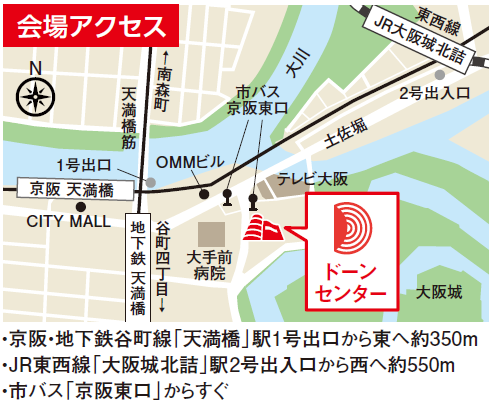 会場アクセス
東西線
JR大阪城北詰
N
←南森町
大川
市バス
京阪東口
2号出入口
天満橋筋
土佐堀
1号出口
OMMビル
テレビ大阪
京阪 天満橋
CITY MALL
地下鉄 天満橋
谷町四丁目→
大手前
病院
ドーン
センター
大阪城
・京阪・地下鉄谷町線「天満橋」駅1号出口から東へ約350m
・JR東西線「大阪城北詰」駅2号出入口から西へ約550m
・市バス「京阪東口」からすぐ